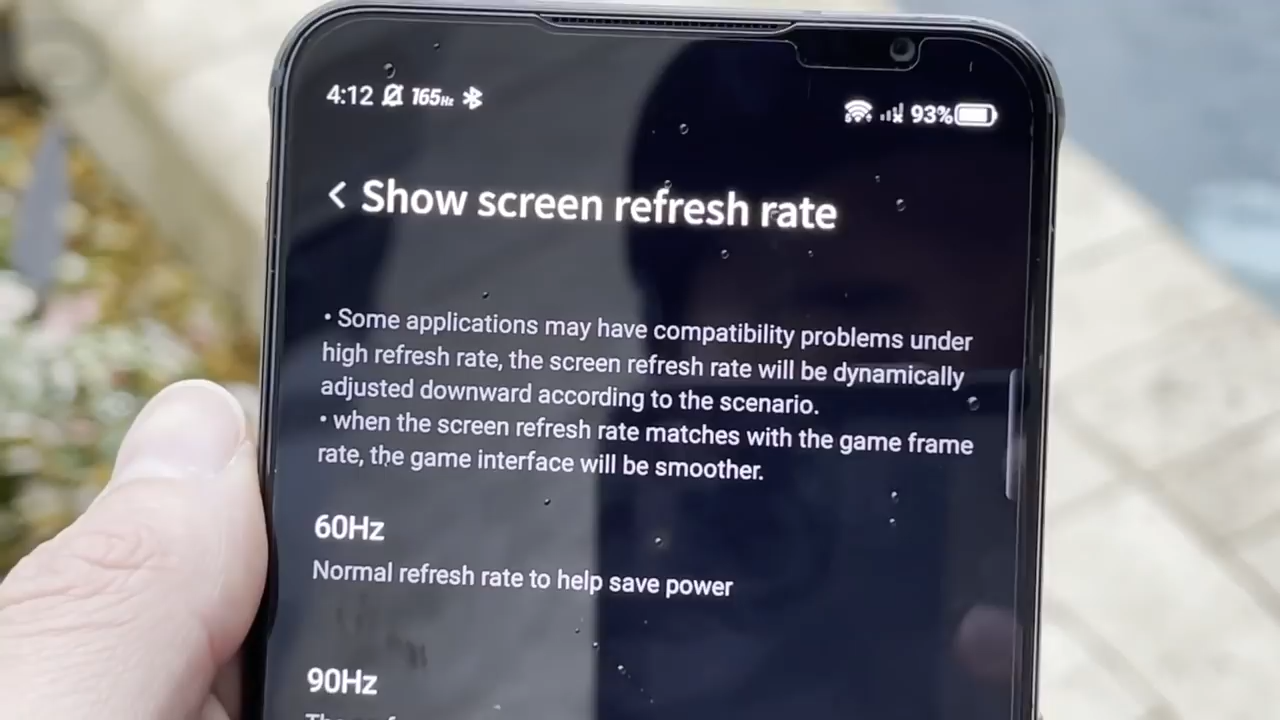 4:12 165Hz 93%
< Show screen refresh rate
• Some applications may have compatibility problems under
high refresh rate, the screen refresh rate will be dynamically
adjusted downward according to the scenario.
• when the screen refresh rate matches with the game frame
rate, the game interface will be smoother.
60Hz
Normal refresh rate to help save power
90Hz